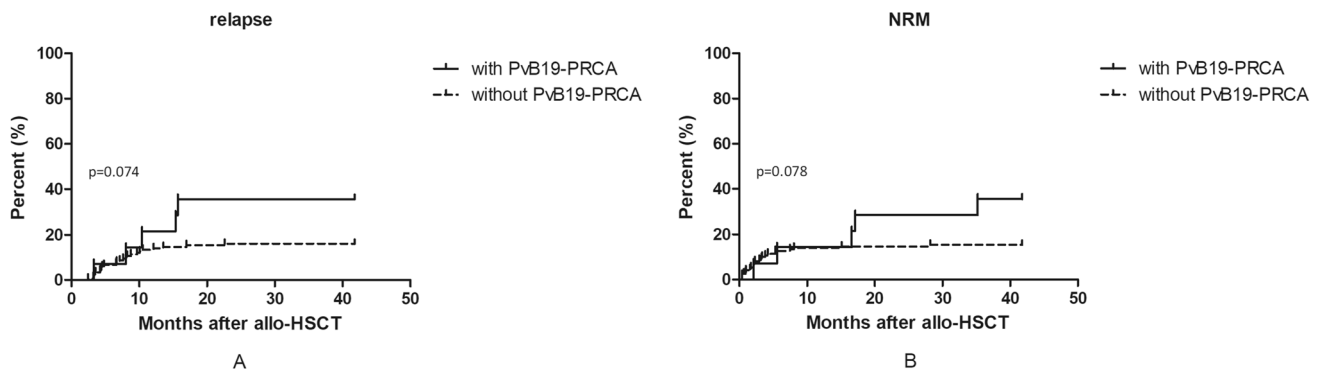 relapse
100
80
60
40
20
0
Percent (%)
p=0.074
0 10 20 30 40 50
Months after allo-HSCT
with PvB19-PRCA
without PvB19-PRCA
A
NRM
100
80
60
40
20
0
Percent (%)
p=0.078
0 10 20 30 40 50
Months after allo-HSCT
with PvB19-PRCA
without PvB19-PRCA
B